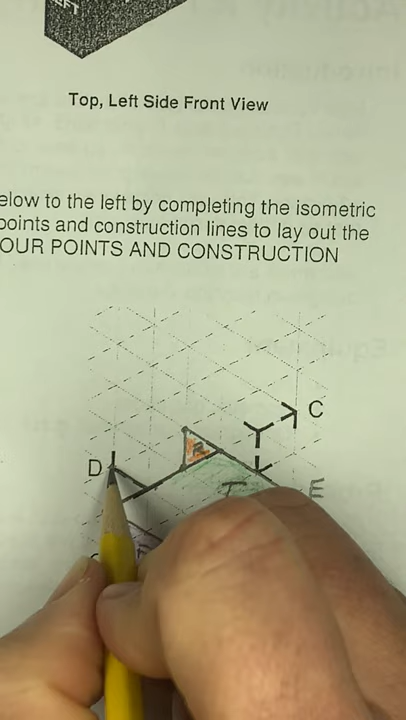 Top, Left Side Front View
elow to the left by completing the isometric
points and construction lines to lay out the
OUR POINTS AND CONSTRUCTION
C
D
R
T
E